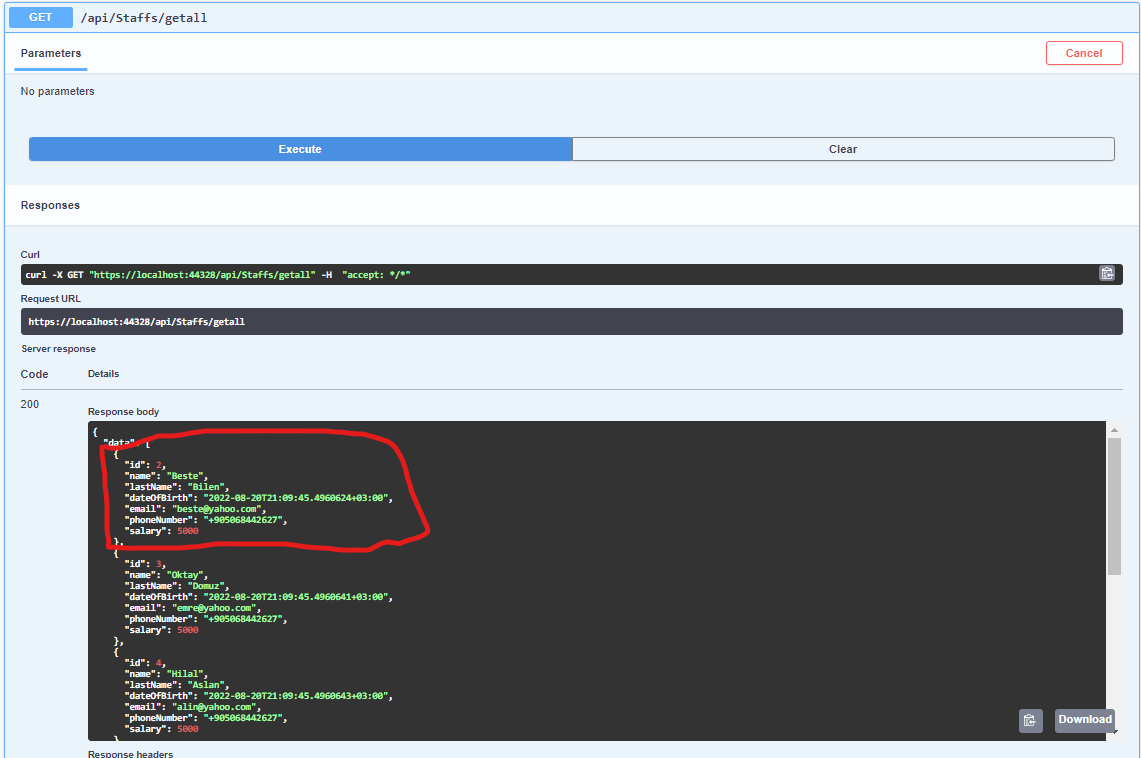 GET /api/Staffs/getall
Parameters
Cancel
No parameters
Execute
Clear
Responses
Curl
curl -X GET "https://localhost:44328/api/Staffs/getall" -H  "accept: */*"
Request URL
https://localhost:44328/api/Staffs/getall
Server response
Code Details
200
Response body
{
"data": [
{
"id": 2,
"name": "Beste",
"lastName": "Bilen",
"dateOfBirth": "2022-08-20T21:09:45.4960624+03:00",
"email": "beste@yahoo.com",
"phoneNumber": "+905068442627",
"salary": 5000
},
{
"id": 3,
"name": "Oktay",
"lastName": "Domuz",
"dateOfBirth": "2022-08-20T21:09:45.4960641+03:00",
"email": "emre@yahoo.com",
"phoneNumber": "+905068442627",
"salary": 5000
},
{
"id": 4,
"name": "Hilal",
"lastName": "Aslan",
"dateOfBirth": "2022-08-20T21:09:45.4960643+03:00",
"email": "alin@yahoo.com",
"phoneNumber": "+905068442627",
"salary": 5000
}
Download
Response headers